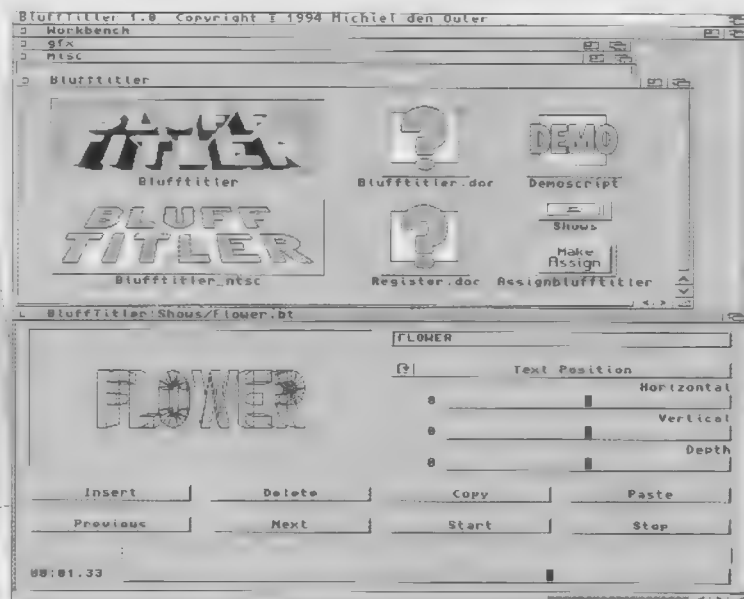 BluffTitler 1.0 Copyright I 1994 Michiel den Outer
Workbench
gfx
Misc
Blufftitler
BLUFF
TITLER
DEMO
Blufftitler
Blufftitler.doc
Demoscript
BLUFF
TITLER
Shows
Make
Assign
Blufftitler_ntsc
Register.doc
Assignblufftitler
BluffTitler:Shows/Flower.bt
FLOWER
FLOWER
Text Position
Horizontal
0
Vertical
0
Depth
0
Insert
Delete
Copy
Paste
Previous
Next
Start
Stop
00:01.33